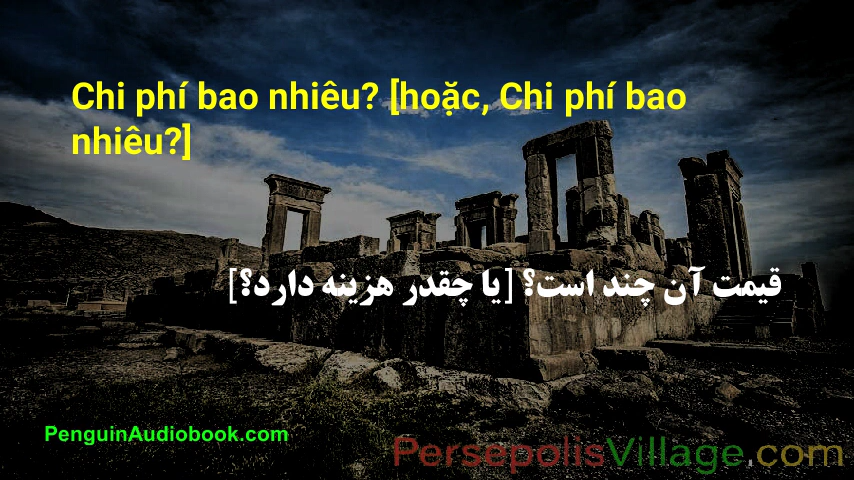 Chi phí bao nhiêu? [hoặc, Chi phí bao
nhiêu?]
قیمت آن چند است؟ [یا چقدر هزینه دارد؟]
PenguinAudiobook.com
PersepolisVillage.com